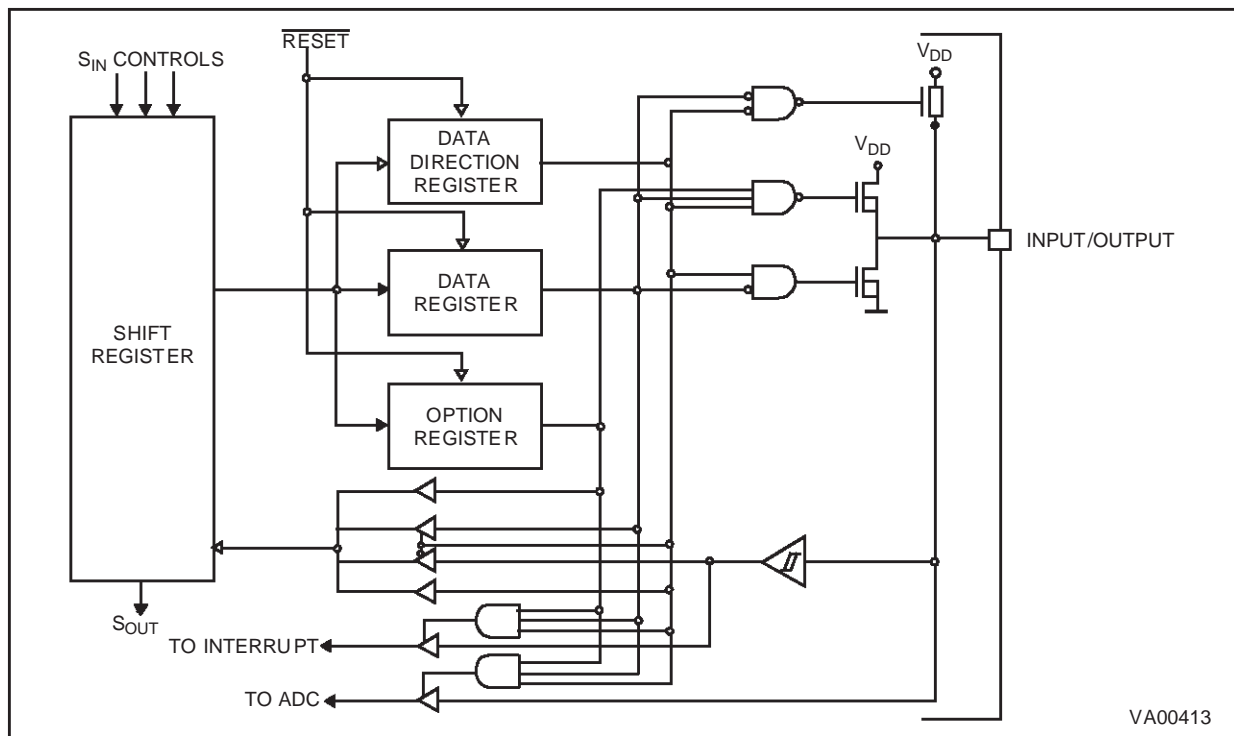 RESET
S_IN CONTROLS
V_DD
DATA
DIRECTION
REGISTER
V_DD
INPUT/OUTPUT
DATA
REGISTER
SHIFT
REGISTER
OPTION
REGISTER
S_OUT
TO INTERRUPT
TO ADC
VA00413